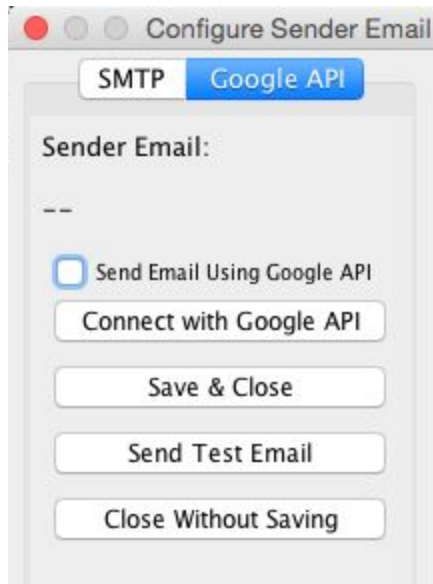 Configure Sender Email
SMTP Google API
Sender Email:
--
Send Email Using Google API
Connect with Google API
Save & Close
Send Test Email
Close Without Saving